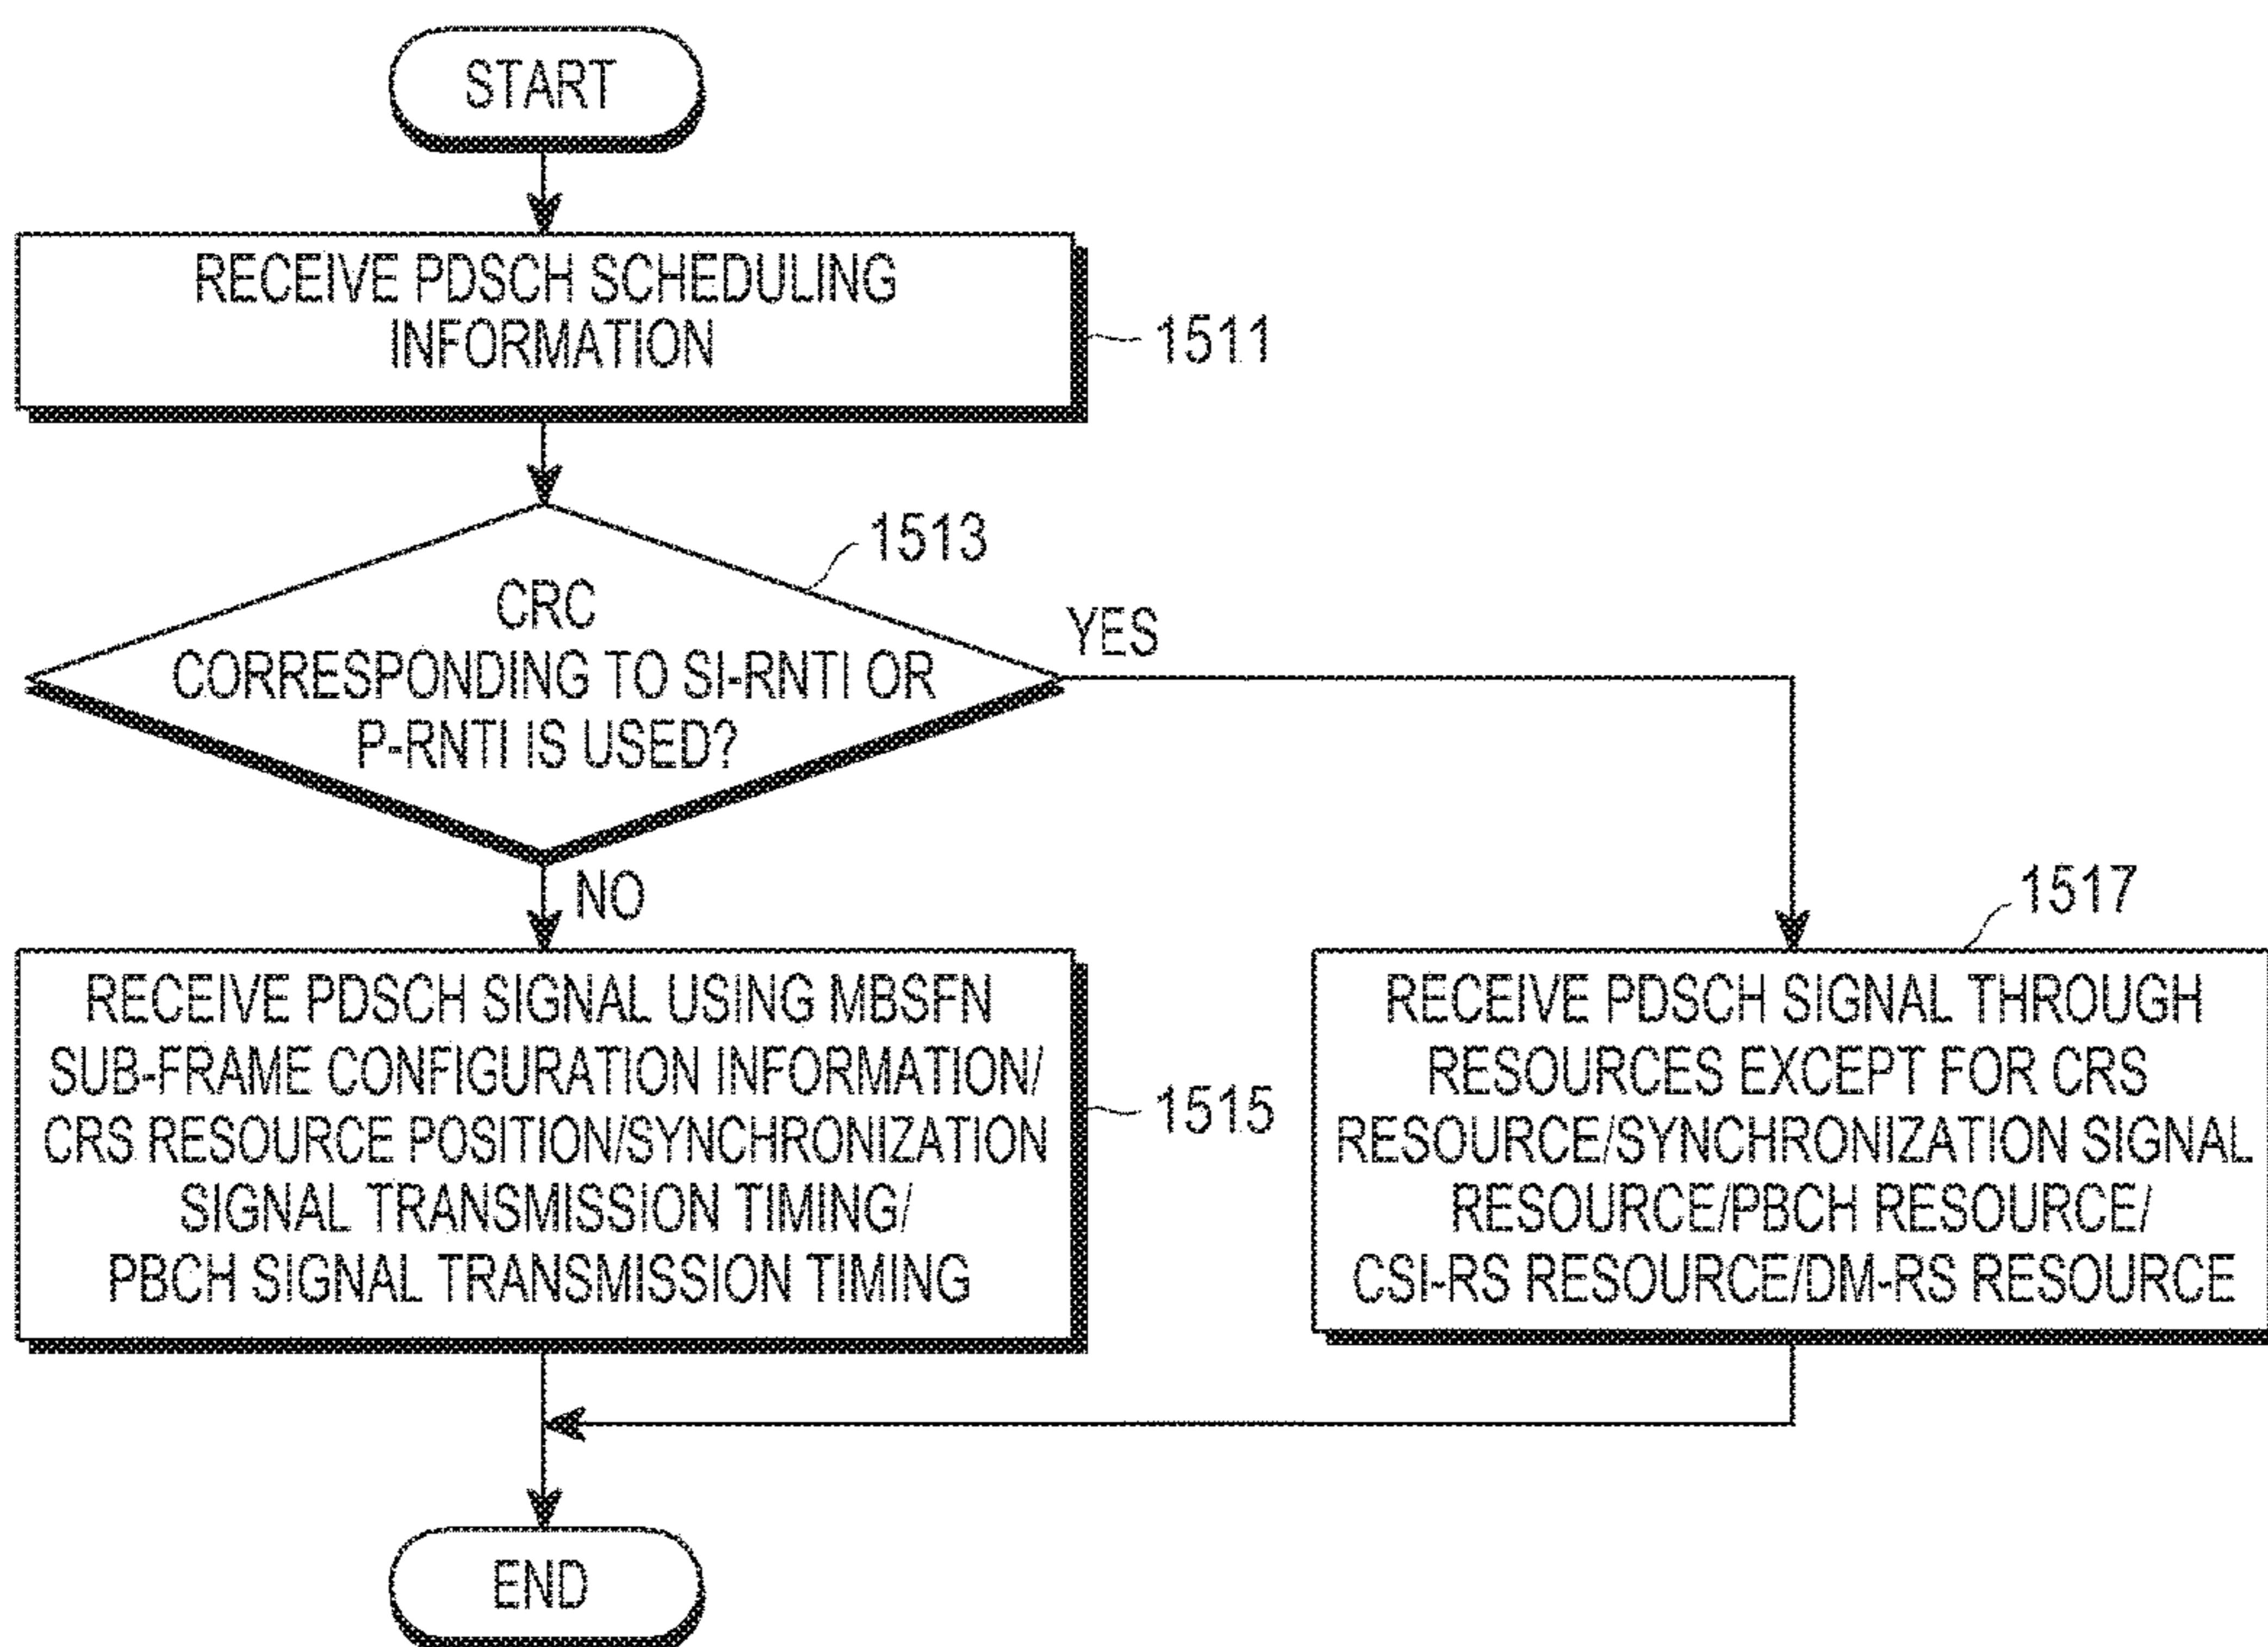 START
RECEIVE PDSCH SCHEDULING
INFORMATION
1511
1513
CRC
CORRESPONDING TO SI-RNTI OR
P-RNTI IS USED?
YES
NO
RECEIVE PDSCH SIGNAL USING MBSFN
SUB-FRAME CONFIGURATION INFORMATION/
CRS RESOURCE POSITION/SYNCHRONIZATION
SIGNAL TRANSMISSION TIMING/
PBCH SIGNAL TRANSMISSION TIMING
1515
1517
RECEIVE PDSCH SIGNAL THROUGH
RESOURCES EXCEPT FOR CRS
RESOURCE/SYNCHRONIZATION SIGNAL
RESOURCE/PBCH RESOURCE/
CSI-RS RESOURCE/DM-RS RESOURCE
END